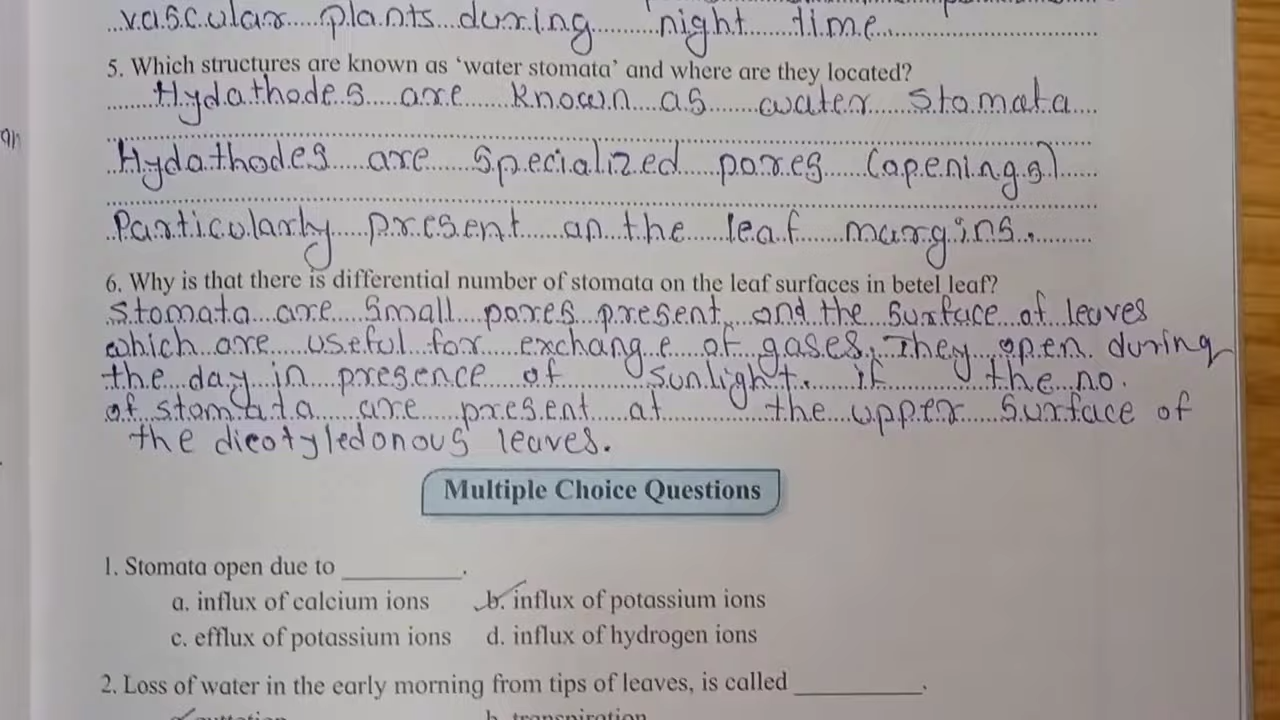 vascular plants during night time
5. Which structures are known as 'water stomata' and where are they located?
Hydathodes are known as water stomata
Hydathodes are specialized pores (openings)
Particularly present on the leaf margins.
6. Why is that there is differential number of stomata on the leaf surfaces in betel leaf?
Stomata are small pores present and the surface of leaves
which are useful for exchange of gases. They open during
the day in presence of sunlight. if the no.
of stomata are present at the upper surface of
the dicotyledonous leaves.
Multiple Choice Questions
1. Stomata open due to ________.
a. influx of calcium ions b. influx of potassium ions
c. efflux of potassium ions d. influx of hydrogen ions
2. Loss of water in the early morning from tips of leaves, is called ________.
a. guttation b. transpiration